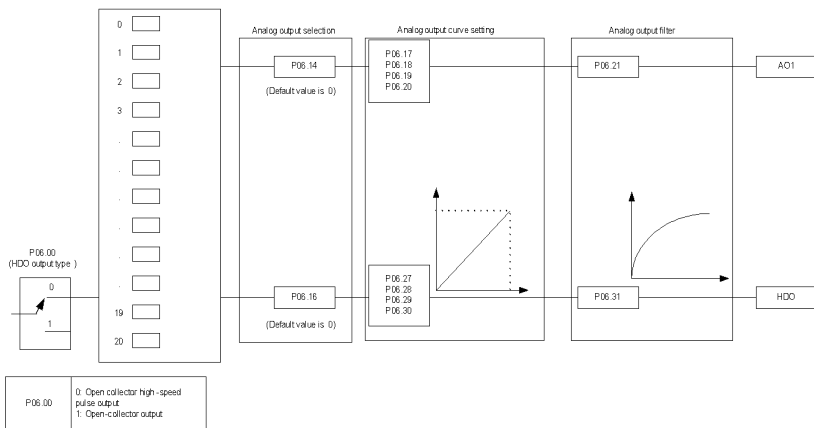 Analog output selection
Analog output curve setting
Analog output filter
0
1
2
3
.
.
.
.
.
.
19
20
P06.14
(Default value is 0)
P06.17
P06.18
P06.19
P06.20
P06.21
AO1
P06.00
(HDO output type )
0
1
P06.16
(Default value is 0)
P06.27
P06.28
P06.29
P06.30
P06.31
HDO
P06.00
0: Open collector high-speed
pulse output
1: Open-collector output